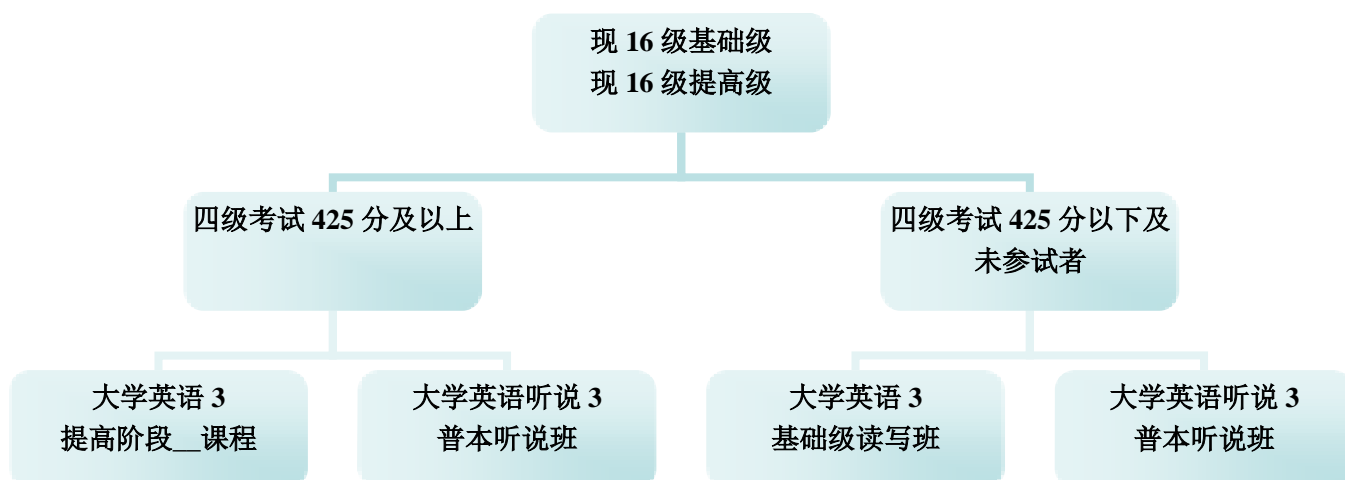 现 16 级基础级
现 16 级提高级
四级考试 425 分及以上
四级考试 425 分以下及
未参试者
大学英语 3
提高阶段__课程
大学英语听说 3
普本听说班
大学英语 3
基础级读写班
大学英语听说 3
普本听说班